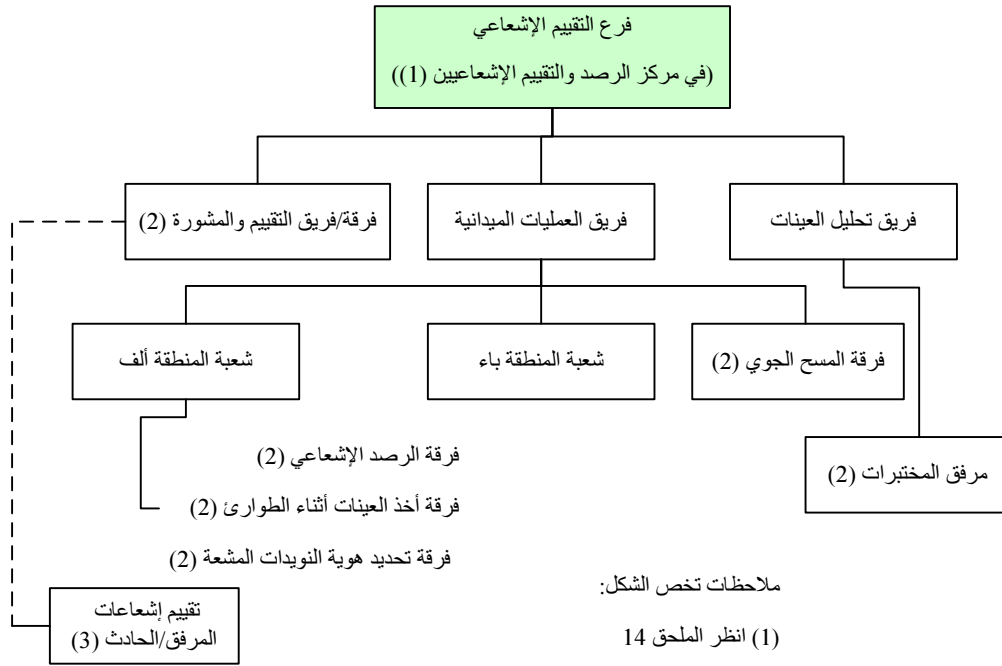 فرع التقييم الإشعاعي
(في مركز الرصد والتقييم الإشعاعيين (1))
فريق تحليل العينات
فريق العمليات الميدانية
فرقة/فريق التقييم والمشورة (2)
فرقة المسح الجوي (2)
شعبة المنطقة باء
شعبة المنطقة ألف
مرفق المختبرات (2)
فرقة الرصد الإشعاعي (2)
فرقة أخذ العينات أثناء الطوارئ (2)
فرقة تحديد هوية النويدات المشعة (2)
تقييم إشعاعات
المرفق/الحادث (3)
ملاحظات تخص الشكل:
(1) انظر الملحق 14